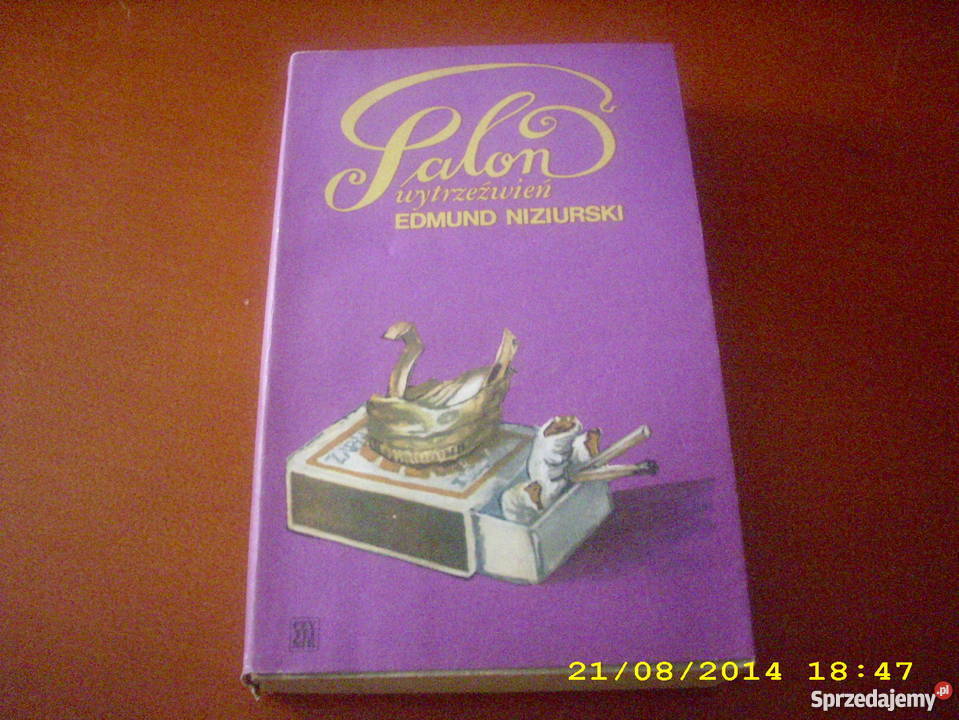 Salon
wytrzeźwień
EDMUND NIZIURSKI
21/08/2014 18:47
Sprzedajemy.pl